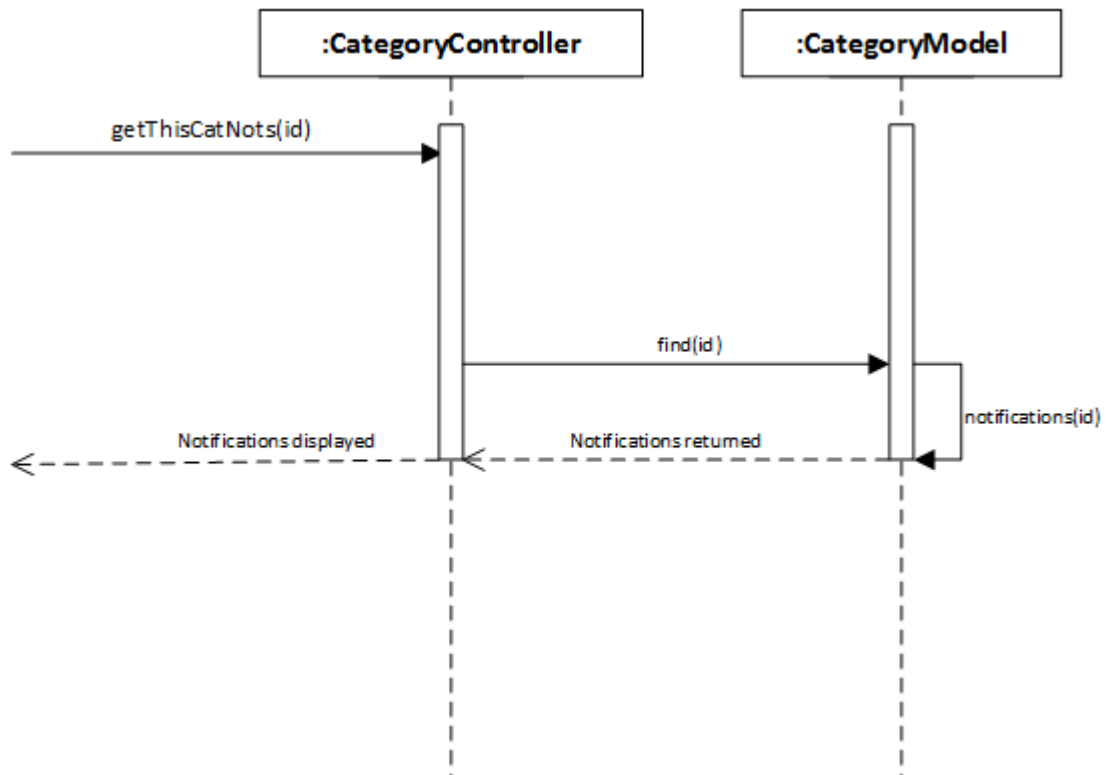 :CategoryController
:CategoryModel
getThisCatNots(id)
find(id)
notifications(id)
Notifications displayed
Notifications returned